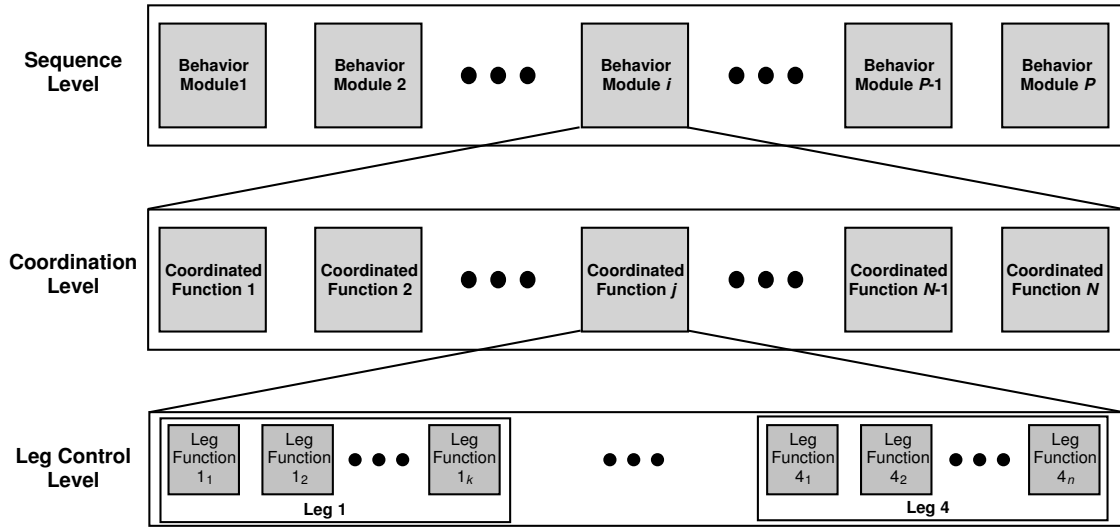 Sequence
Level
Behavior
Module1
Behavior
Module 2
Behavior
Module i
Behavior
Module P-1
Behavior
Module P
Coordination
Level
Coordinated
Function 1
Coordinated
Function 2
Coordinated
Function j
Coordinated
Function N-1
Coordinated
Function N
Leg Control
Level
Leg
Function
1₁
Leg
Function
1₂
Leg
Function
1ₖ
Leg 1
Leg
Function
4₁
Leg
Function
4₂
Leg
Function
4ₙ
Leg 4